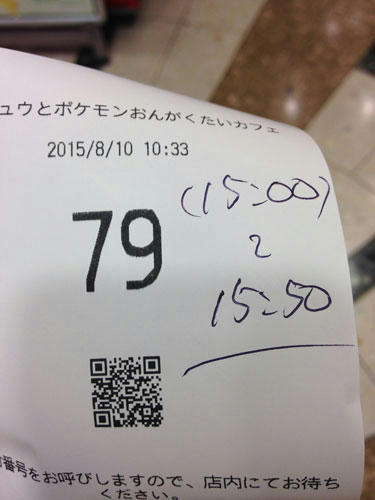 ュウとポケモンおんがくたいカフェ
2015/8/10 10:33
79
(15:00)
2
15:50
番号をお呼びしますので、店内にてお待ち
ください。